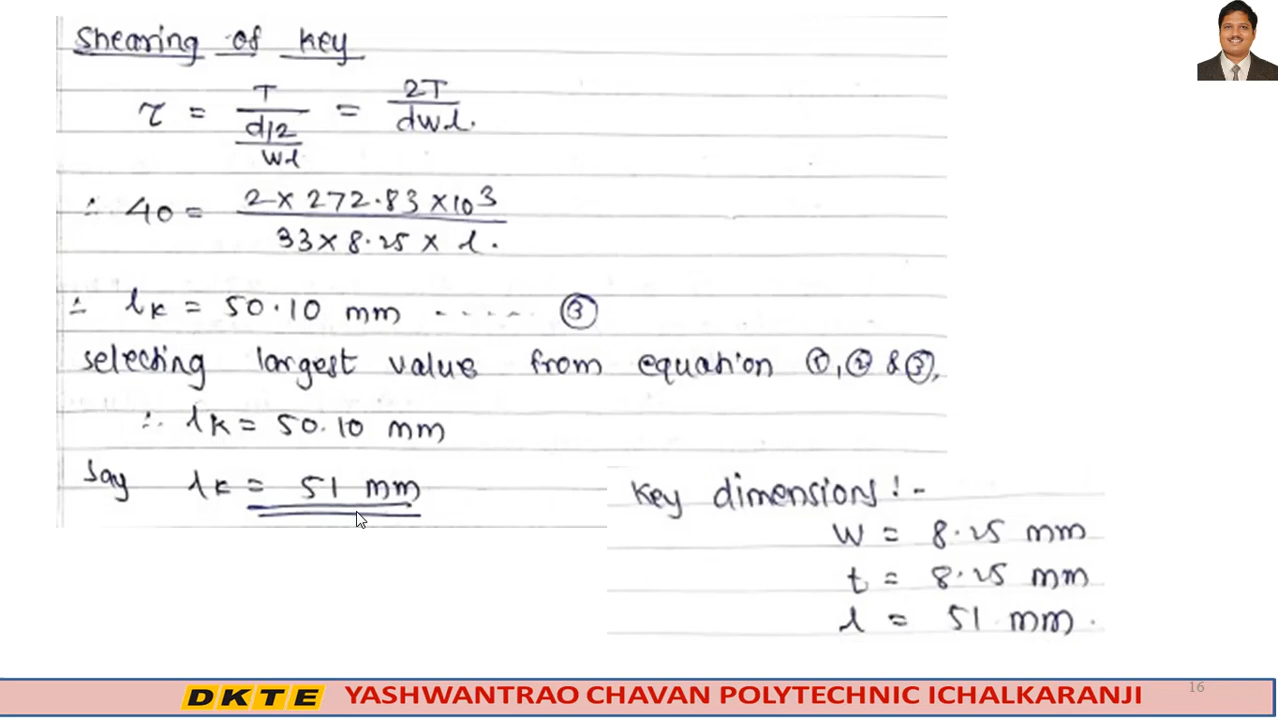 Shearing of key
τ = T / d/2 / wl = 2T / dwl.
∴ 40 = 2 × 272.83 × 10³ / 33 × 8.25 × l.
∴ lk = 50.10 mm ..... ③
selecting largest value from equation ①, ② & ③,
∴ lk = 50.10 mm
Say lk = 51 mm
Key dimensions :-
W = 8.25 mm
t = 8.25 mm
l = 51 mm.
DKTE YASHWANTRAO CHAVAN POLYTECHNIC ICHALKARANJI
16